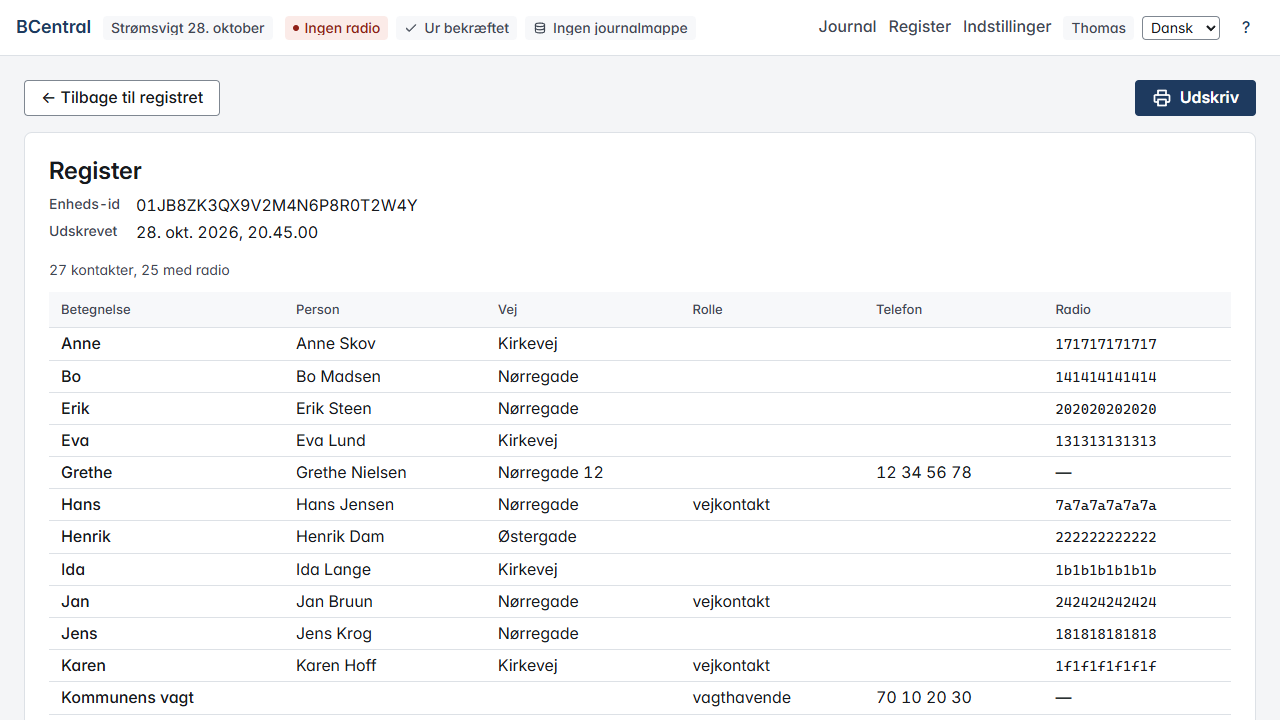 BCentral Strømsvigt 28. oktober Ingen radio Ur bekræftet Ingen journalmappe Journal Register Indstillinger Thomas Dansk ?
← Tilbage til registret Udskriv
Register
Enheds-id 01JB8ZK3QX9V2M4N6P8R0T2W4Y
Udskrevet 28. okt. 2026, 20.45.00
27 kontakter, 25 med radio
Betegnelse Person Vej Rolle Telefon Radio
Anne Anne Skov Kirkevej 171717171717
Bo Bo Madsen Nørregade 141414141414
Erik Erik Steen Nørregade 202020202020
Eva Eva Lund Kirkevej 131313131313
Grethe Grethe Nielsen Nørregade 12 12 34 56 78 —
Hans Hans Jensen Nørregade vejkontakt 7a7a7a7a7a7a
Henrik Henrik Dam Østergade 222222222222
Ida Ida Lange Kirkevej 1b1b1b1b1b1b
Jan Jan Bruun Nørregade vejkontakt 242424242424
Jens Jens Krog Nørregade 181818181818
Karen Karen Hoff Kirkevej vejkontakt 1f1f1f1f1f1f
Kommunens vagt vagthavende 70 10 20 30 —